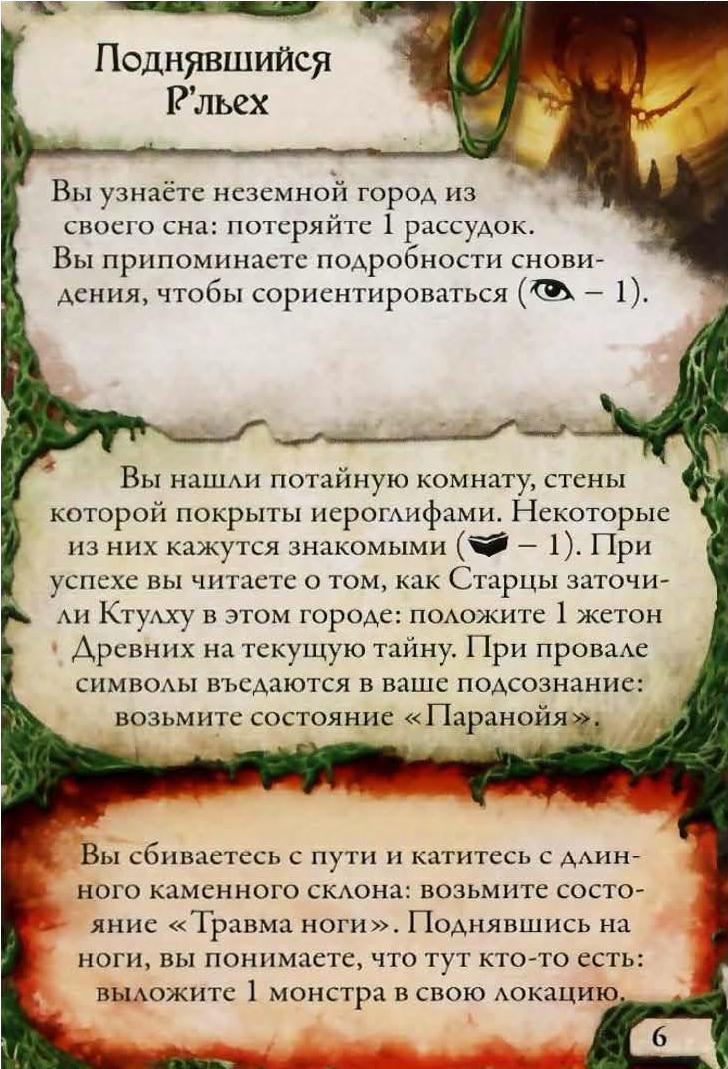 Поднявшийся
Р’льех
Вы узнаёте неземной город из
своего сна: потеряйте 1 рассудок.
Вы припоминаете подробности снови-
дения, чтобы сориентироваться ( – 1).
Вы нашли потайную комнату, стены
которой покрыты иероглифами. Некоторые
из них кажутся знакомыми ( – 1). При
успехе вы читаете о том, как Старцы заточи-
ли Ктулху в этом городе: положите 1 жетон
Древних на текущую тайну. При провале
символы въедаются в ваше подсознание:
возьмите состояние «Паранойя».
Вы сбиваетесь с пути и катитесь с длин-
ного каменного склона: возьмите состо-
яние «Травма ноги». Поднявшись на
ноги, вы понимаете, что тут кто-то есть:
выложите 1 монстра в свою локацию.
6